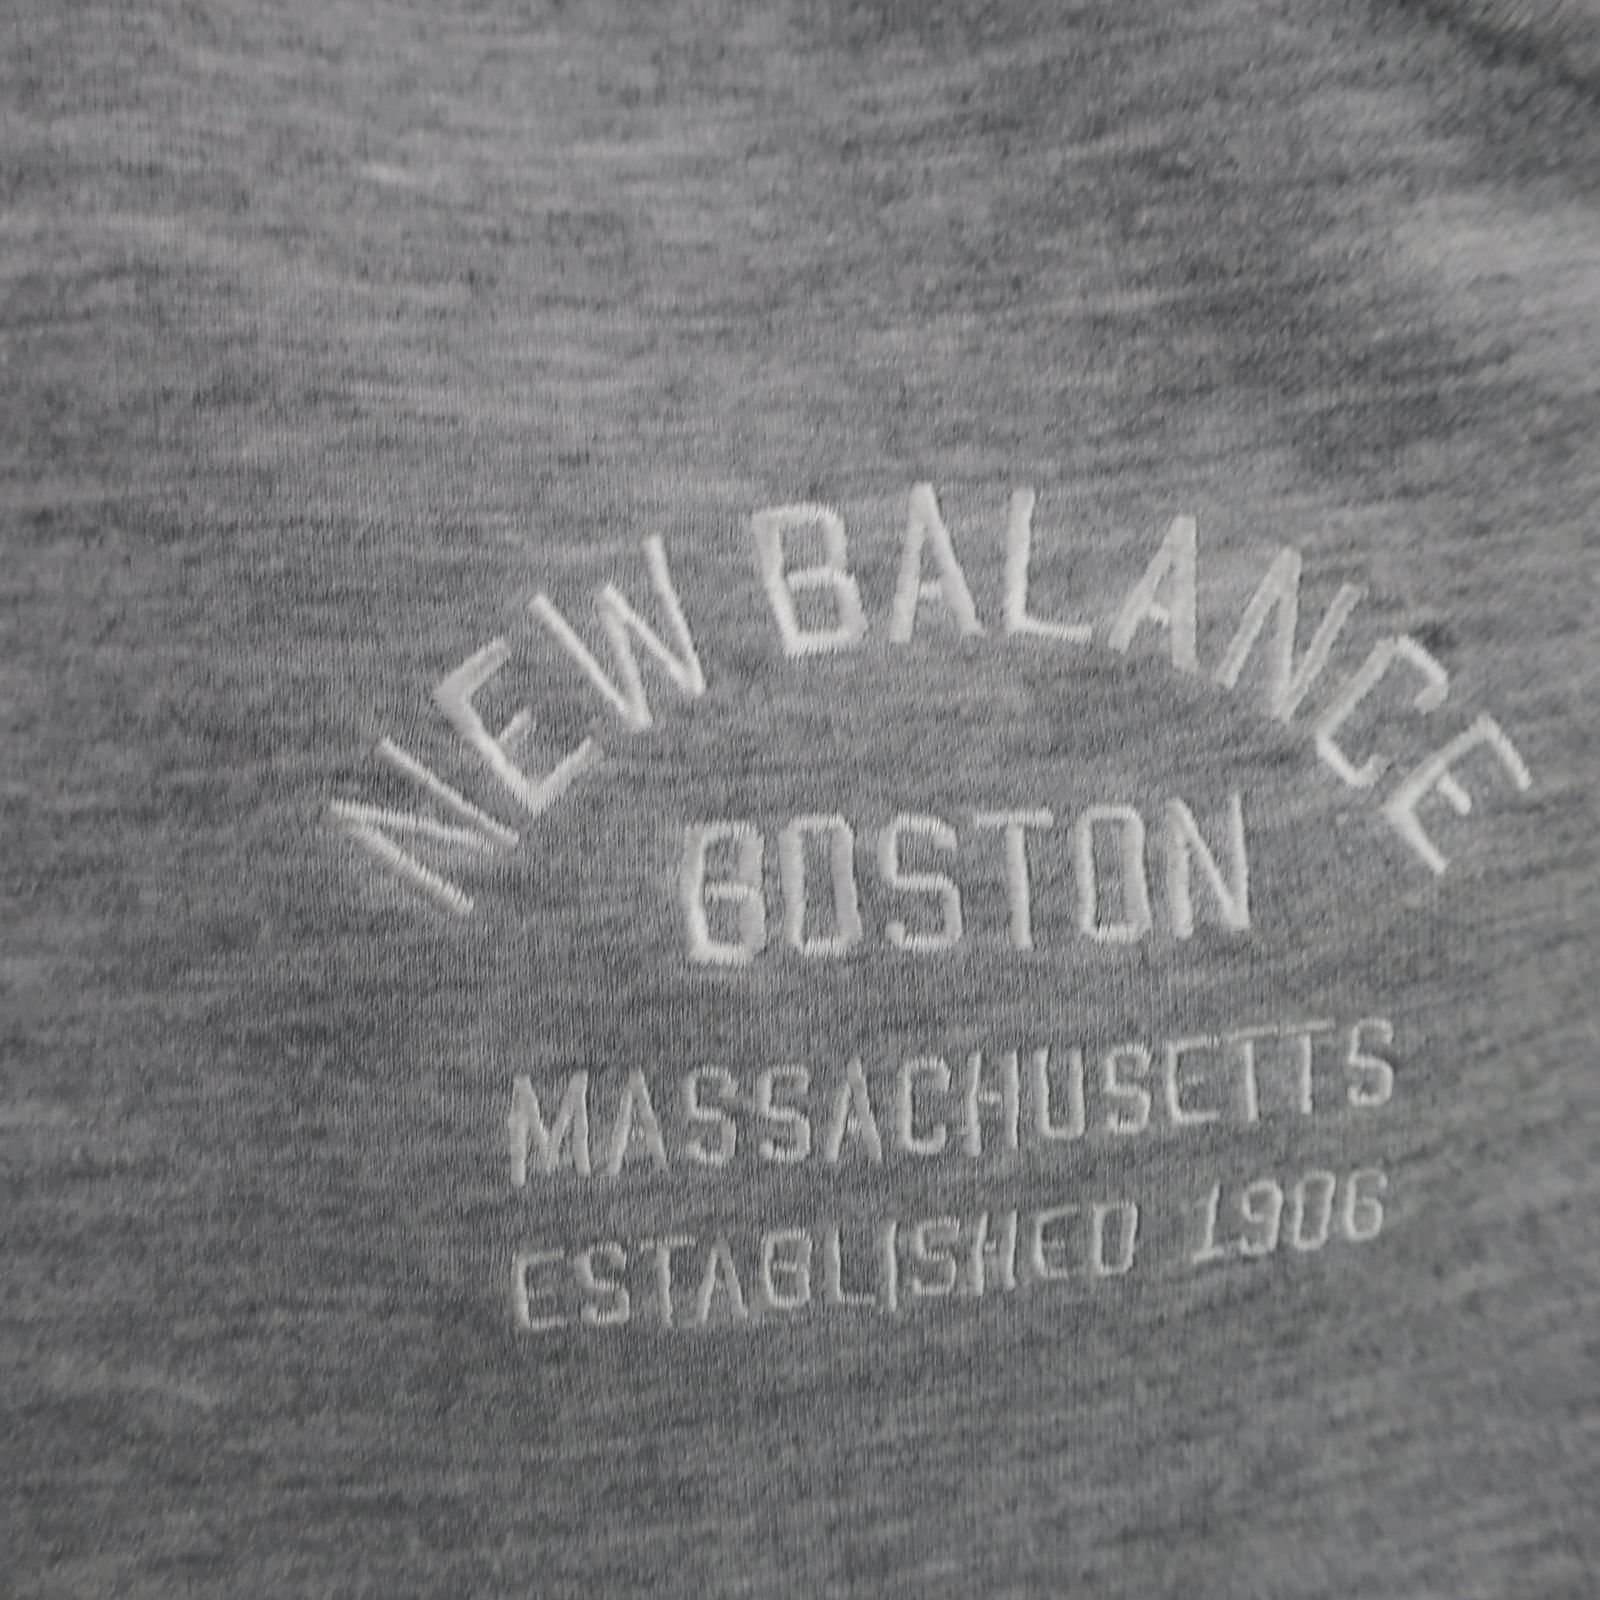 NEW BALANCE
BOSTON
MASSACHUSETTS
ESTABLISHED 1906